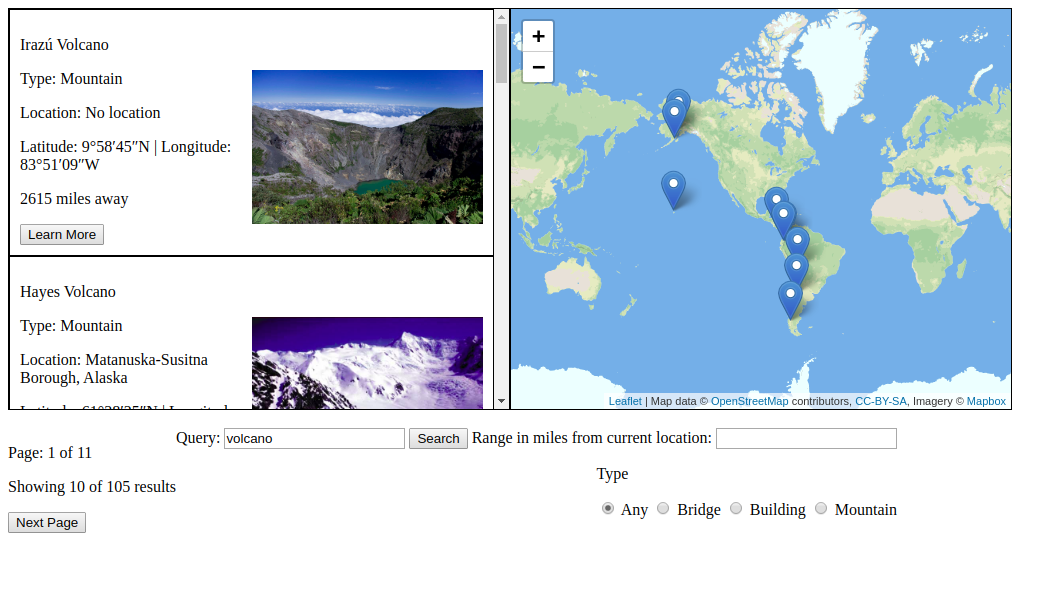 Irazú Volcano
Type: Mountain
Location: No location
Latitude: 9°58′45″N | Longitude:
83°51′09″W
2615 miles away
Learn More
Hayes Volcano
Type: Mountain
Location: Matanuska-Susitna
Borough, Alaska
+
−
Leaflet | Map data © OpenStreetMap contributors, CC-BY-SA, Imagery © Mapbox
Query: volcano Search Range in miles from current location:
Page: 1 of 11
Type
Showing 10 of 105 results
Any Bridge Building Mountain
Next Page